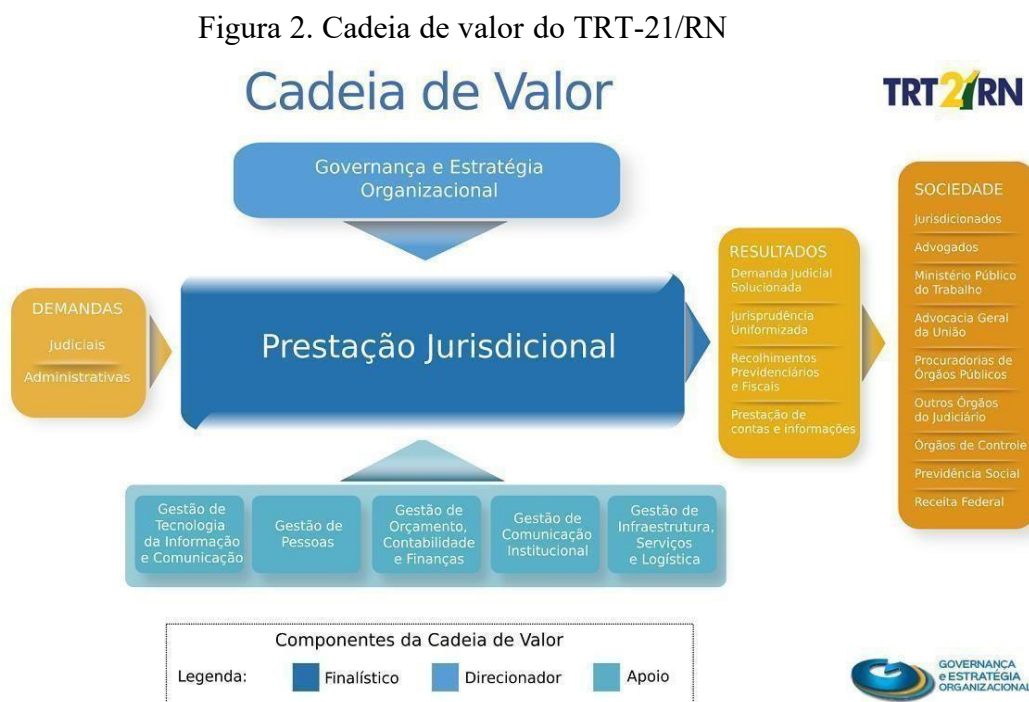 Figura 2. Cadeia de valor do TRT-21/RN
Cadeia de Valor
TRT21RN
Governança e Estratégia
Organizacional
DEMANDAS
Judiciais
Administrativas
Prestação Jurisdicional
RESULTADOS
Demanda Judicial
Solucionada
Jurisprudência
Uniformizada
Recolhimentos
Previdenciários
e Fiscais
Prestação de
contas e informações
SOCIEDADE
Jurisdicionados
Advogados
Ministério Público
do Trabalho
Advocacia Geral
da União
Procuradorias de
Órgãos Públicos
Outros Órgãos
do Judiciário
Órgãos de Controle
Previdência Social
Receita Federal
Gestão de
Tecnologia
da Informação
e Comunicação
Gestão de
Pessoas
Gestão de
Orçamento,
Contabilidade
e Finanças
Gestão de
Comunicação
Institucional
Gestão de
Infraestrutura,
Serviços
e Logística
Componentes da Cadeia de Valor
Legenda: Finalístico Direcionador Apoio
GOVERNANÇA
e ESTRATÉGIA
ORGANIZACIONAL